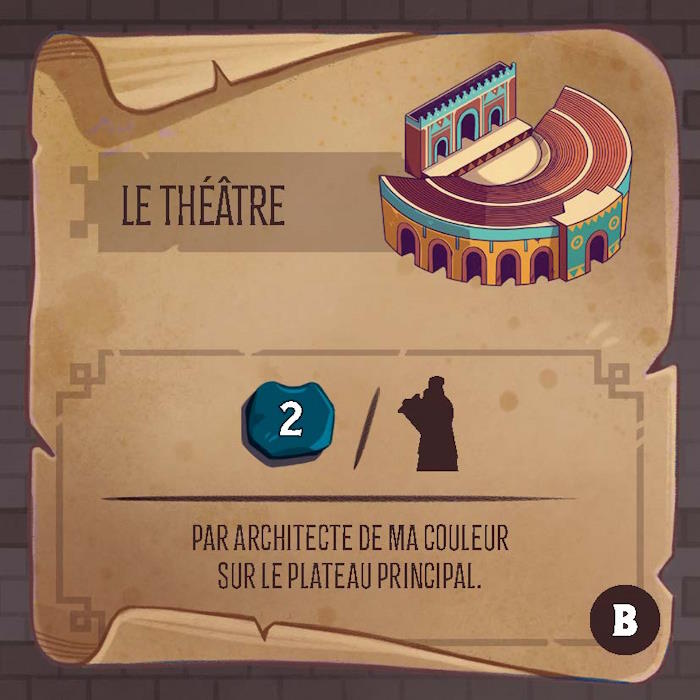 LE THÉÂTRE
2
PAR ARCHITECTE DE MA COULEUR
SUR LE PLATEAU PRINCIPAL.
B